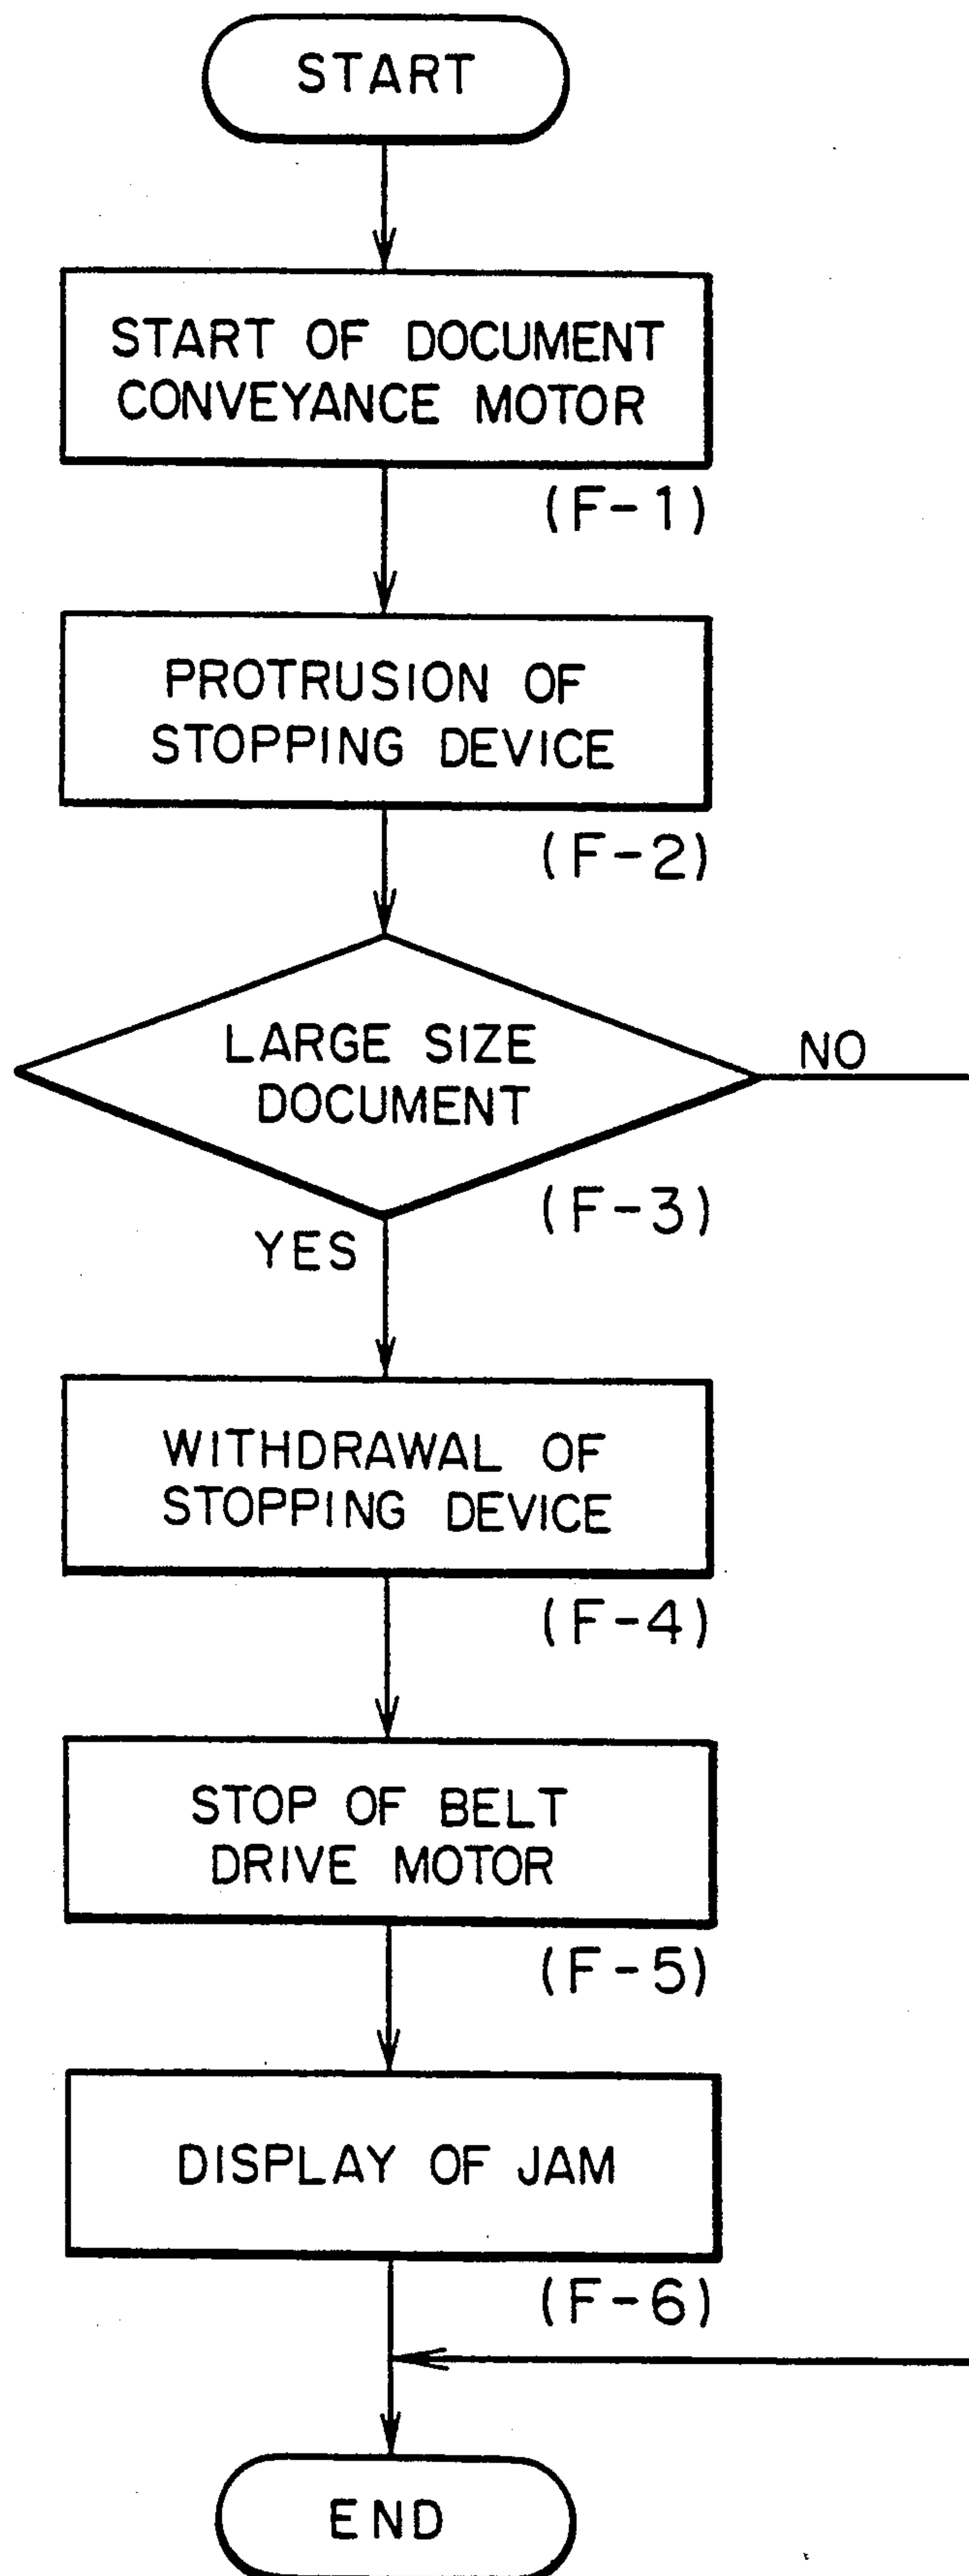 START
START OF DOCUMENT
CONVEYANCE MOTOR
(F-1)
PROTRUSION OF
STOPPING DEVICE
(F-2)
LARGE SIZE
DOCUMENT
NO
(F-3)
YES
WITHDRAWAL OF
STOPPING DEVICE
(F-4)
STOP OF BELT
DRIVE MOTOR
(F-5)
DISPLAY OF JAM
(F-6)
END